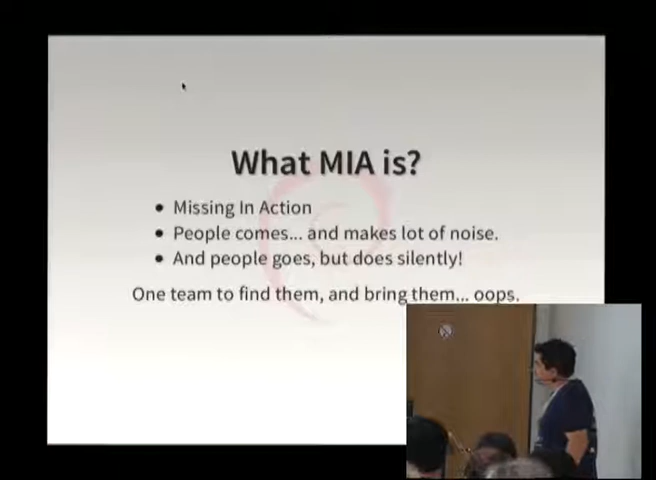 What MIA is?
Missing In Action
People comes... and makes lot of noise.
And people goes, but does silently!
One team to find them, and bring them... oops.